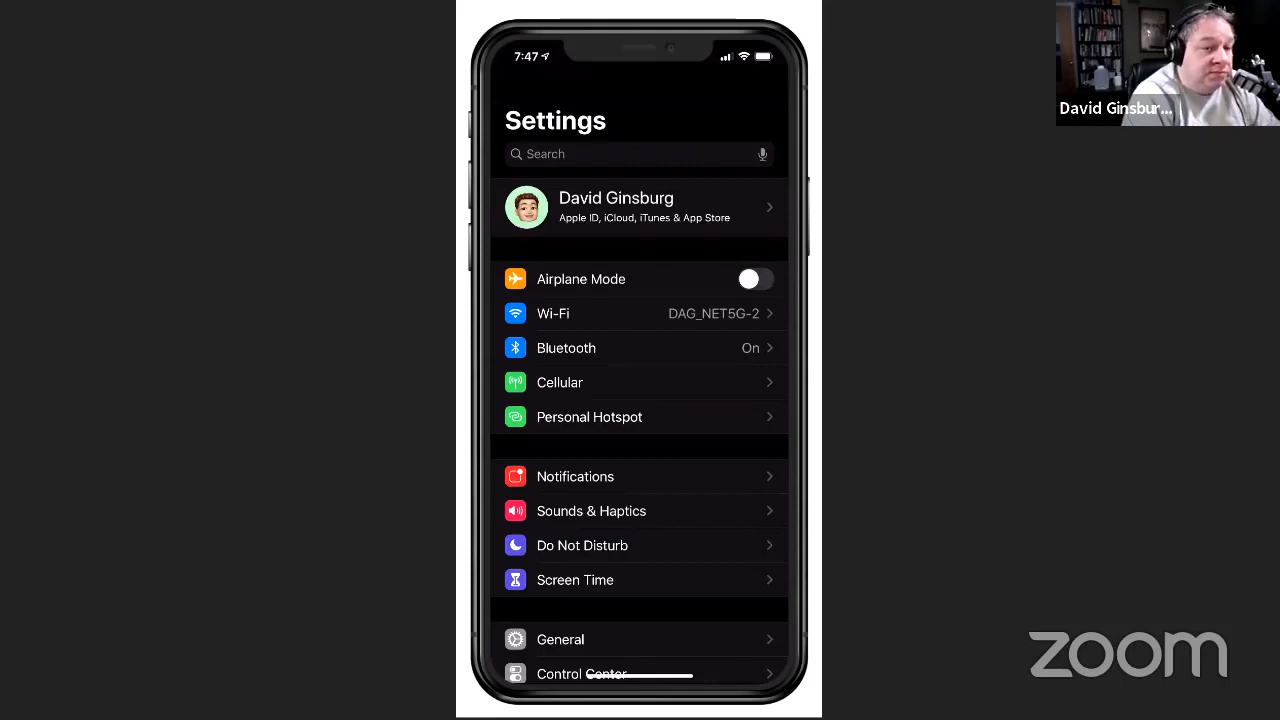 7:47
Settings
Search
David Ginsburg
Apple ID, iCloud, iTunes & App Store
Airplane Mode
Wi-Fi DAG_NET5G-2
Bluetooth On
Cellular
Personal Hotspot
Notifications
Sounds & Haptics
Do Not Disturb
Screen Time
General
Control Center
David Ginsbur...
zoom